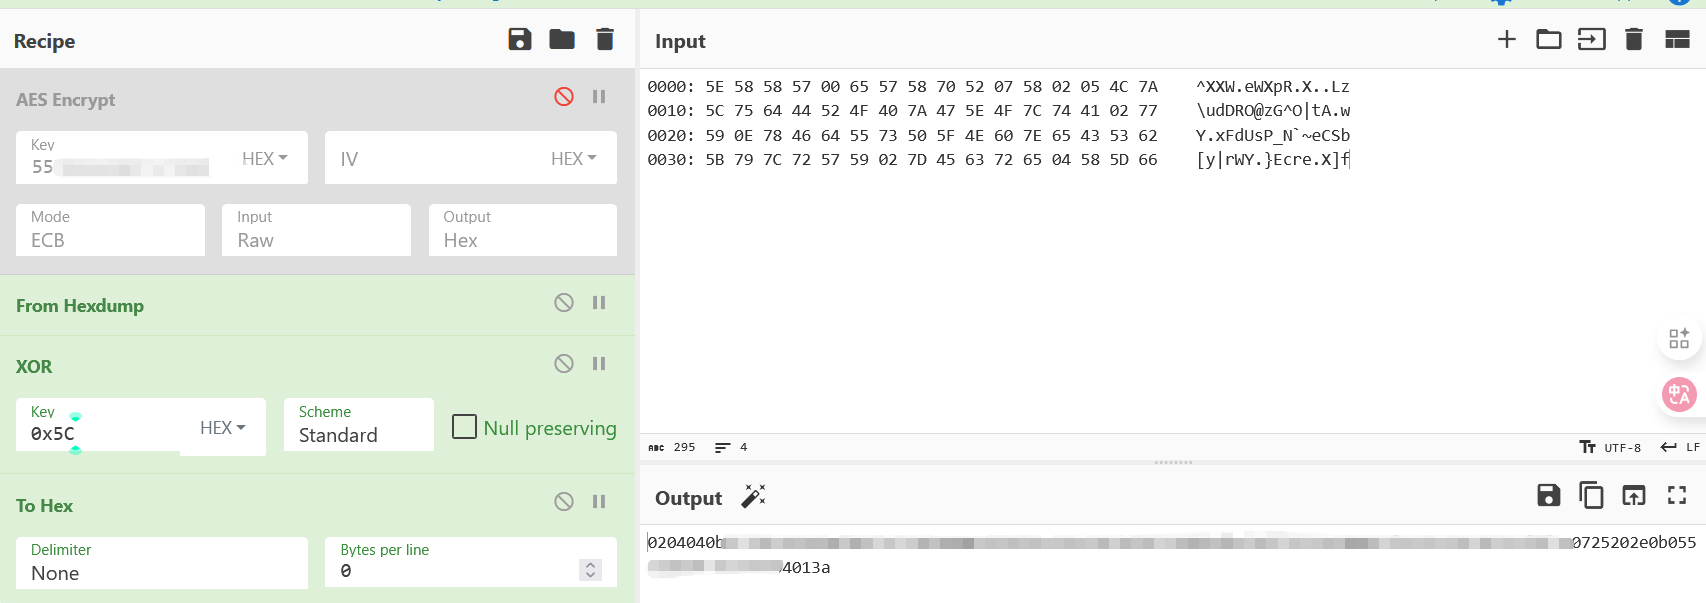 Recipe
AES Encrypt
Key
55
HEX
IV
HEX
Mode
ECB
Input
Raw
Output
Hex
From Hexdump
XOR
Key
0x5C
HEX
Scheme
Standard
Null preserving
To Hex
Delimiter
None
Bytes per line
0
Input
0000: 5E 58 58 57 00 65 57 58 70 52 07 58 02 05 4C 7A ^XXW.eWXpR.X..Lz
0010: 5C 75 64 44 52 4F 40 7A 47 5E 4F 7C 74 41 02 77 \udDRO@zG^O|tA.w
0020: 59 0E 78 46 64 55 73 50 5F 4E 60 7E 65 43 53 62 Y.xFdUsP_N`~eCSb
0030: 5B 79 7C 72 57 59 02 7D 45 63 72 65 04 58 5D 66 [y|rWY.}Ecre.X]f
ABC 295 4
UTF-8 LF
Output
0204040b 0725202e0b055
4013a
中A